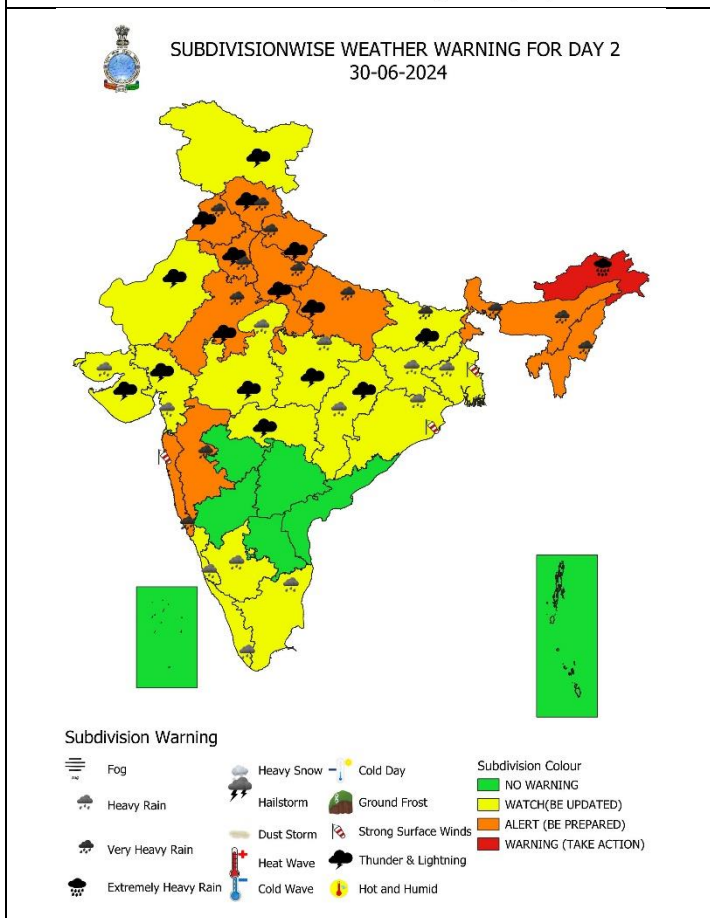 SUBDIVISIONWISE WEATHER WARNING FOR DAY 2
30-06-2024
Subdivision Warning
Fog
Heavy Rain
Very Heavy Rain
Extremely Heavy Rain
Heavy Snow
Hailstorm
Dust Storm
Heat Wave
Cold Wave
Cold Day
Ground Frost
Strong Surface Winds
Thunder & Lightning
Hot and Humid
Subdivision Colour
NO WARNING
WATCH(BE UPDATED)
ALERT (BE PREPARED)
WARNING (TAKE ACTION)